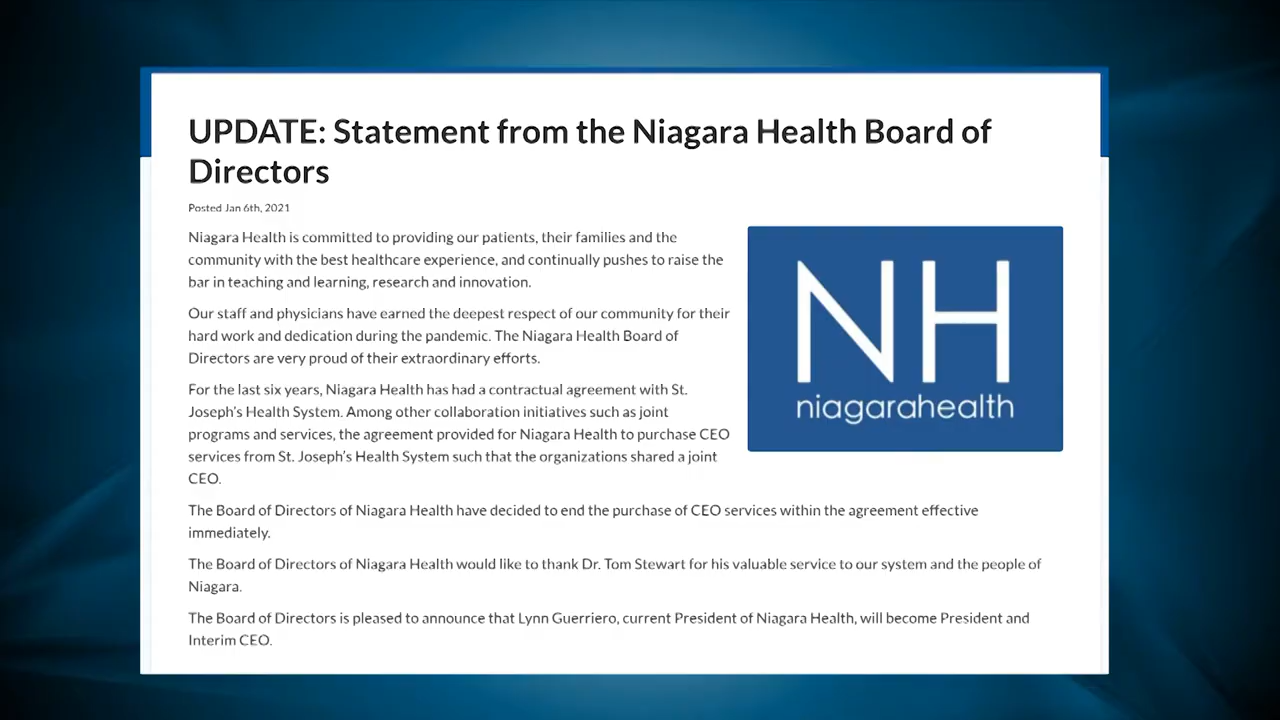 UPDATE: Statement from the Niagara Health Board of
Directors
Posted Jan 6th, 2021
Niagara Health is committed to providing our patients, their families and the
community with the best healthcare experience, and continually pushes to raise the
bar in teaching and learning, research and innovation.
Our staff and physicians have earned the deepest respect of our community for their
hard work and dedication during the pandemic. The Niagara Health Board of
Directors are very proud of their extraordinary efforts.
For the last six years, Niagara Health has had a contractual agreement with St.
Joseph's Health System. Among other collaboration initiatives such as joint
programs and services, the agreement provided for Niagara Health to purchase CEO
services from St. Joseph's Health System such that the organizations shared a joint
CEO.
NH
niagarahealth
The Board of Directors of Niagara Health have decided to end the purchase of CEO services within the agreement effective
immediately.
The Board of Directors of Niagara Health would like to thank Dr. Tom Stewart for his valuable service to our system and the people of
Niagara.
The Board of Directors is pleased to announce that Lynn Guerriero, current President of Niagara Health, will become President and
Interim CEO.